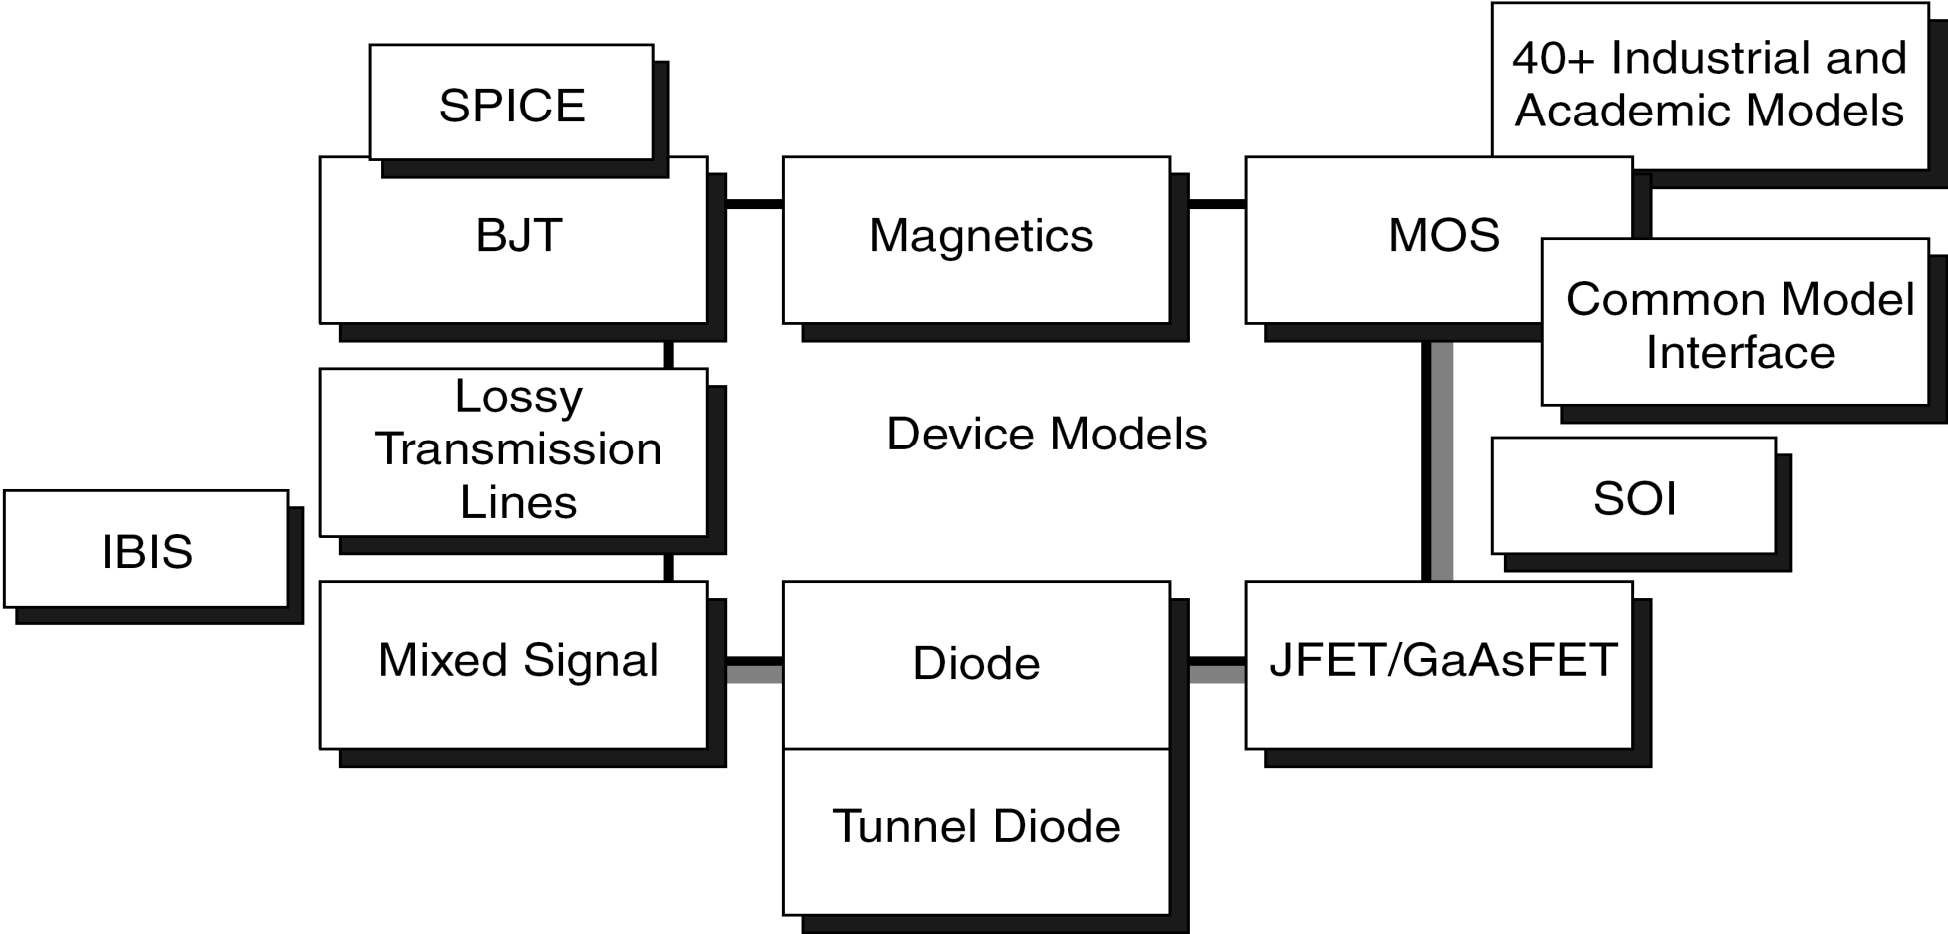 40+ Industrial and
Academic Models
SPICE
BJT
Magnetics
MOS
Common Model
Interface
Lossy
Transmission
Lines
Device Models
SOI
IBIS
Mixed Signal
Diode
JFET/GaAsFET
Tunnel Diode